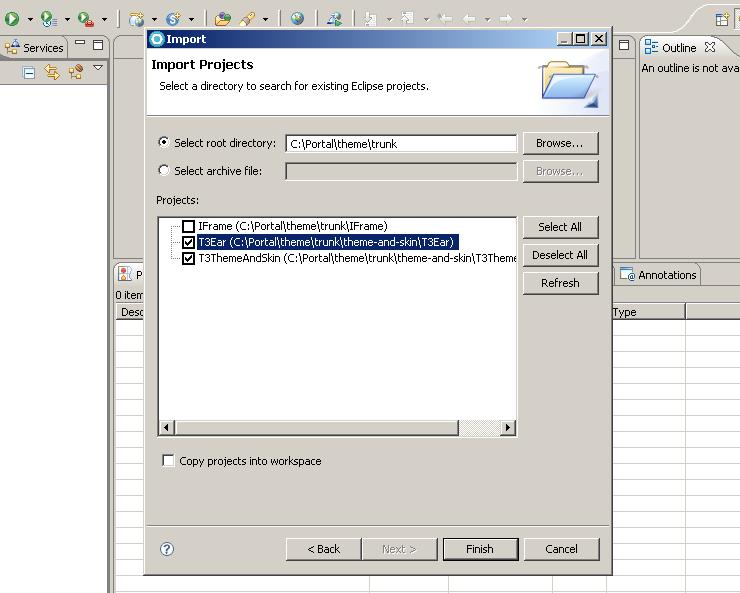 Services
Import
Outline
Import Projects
Select a directory to search for existing Eclipse projects.
An outline is not ava
Select root directory:
C:\Portal\theme\trunk
Browse...
Select archive file:
Browse...
Projects:
IFrame (C:\Portal\theme\trunk\IFrame)
T3Ear (C:\Portal\theme\trunk\theme-and-skin\T3Ear)
T3ThemeAndSkin (C:\Portal\theme\trunk\theme-and-skin\T3Theme
Select All
Deselect All
Refresh
P
Annotations
0 item
Desc
Type
Copy projects into workspace
?
< Back
Next >
Finish
Cancel